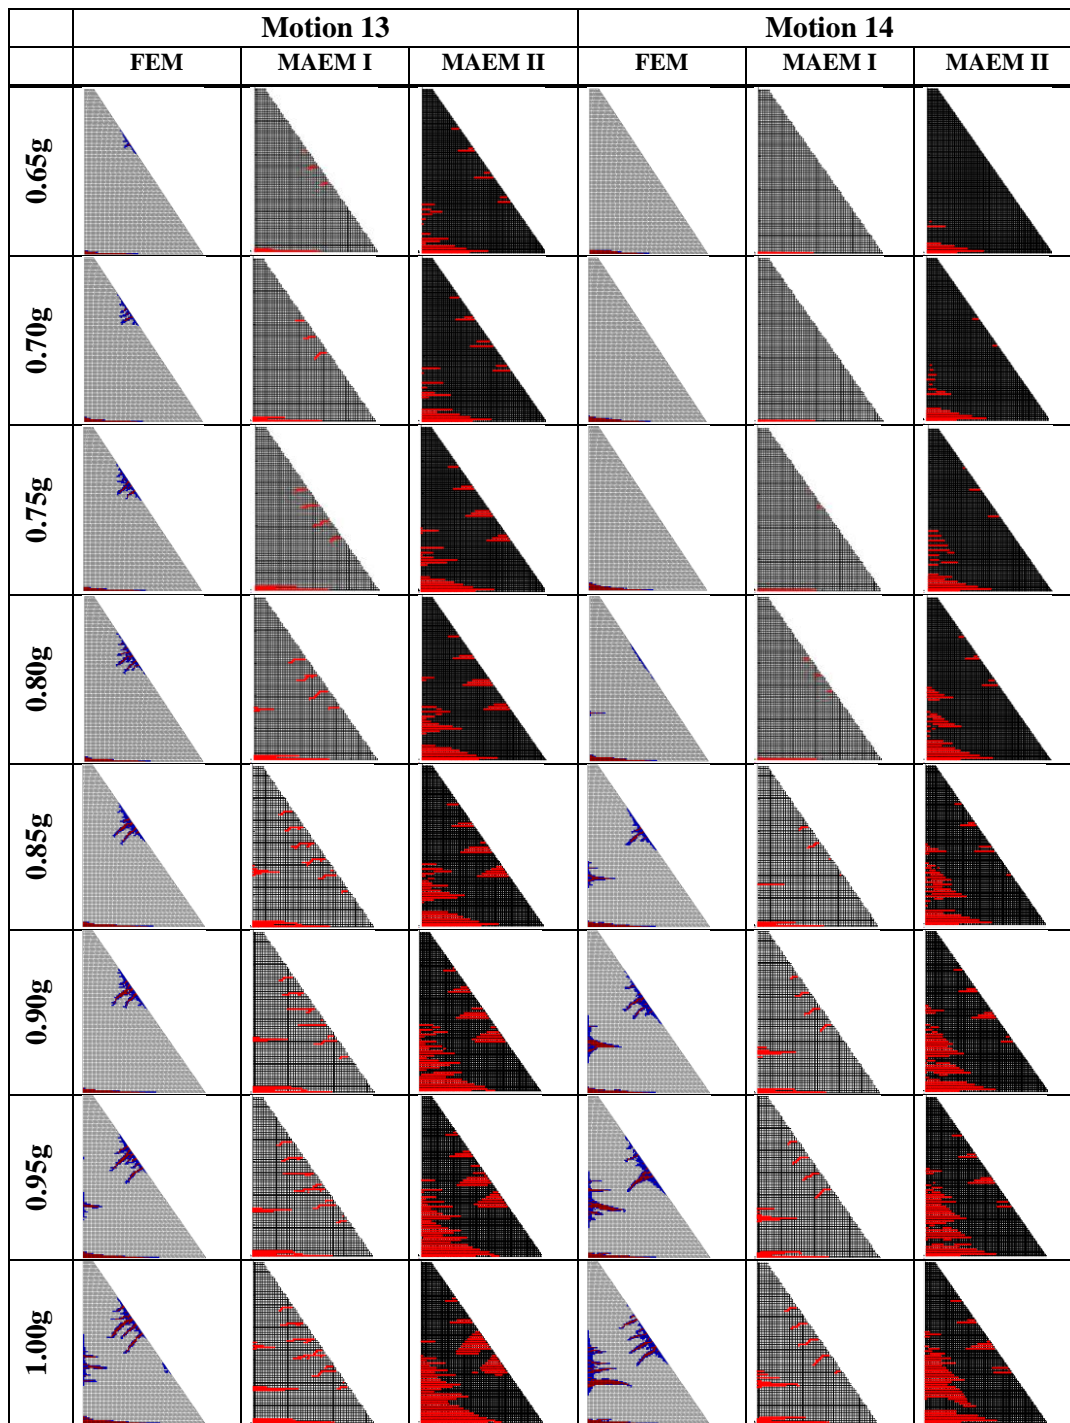 Motion 13 Motion 14
FEM MAEM I MAEM II FEM MAEM I MAEM II
0.65g
0.70g
0.75g
0.80g
0.85g
0.90g
0.95g
1.00g